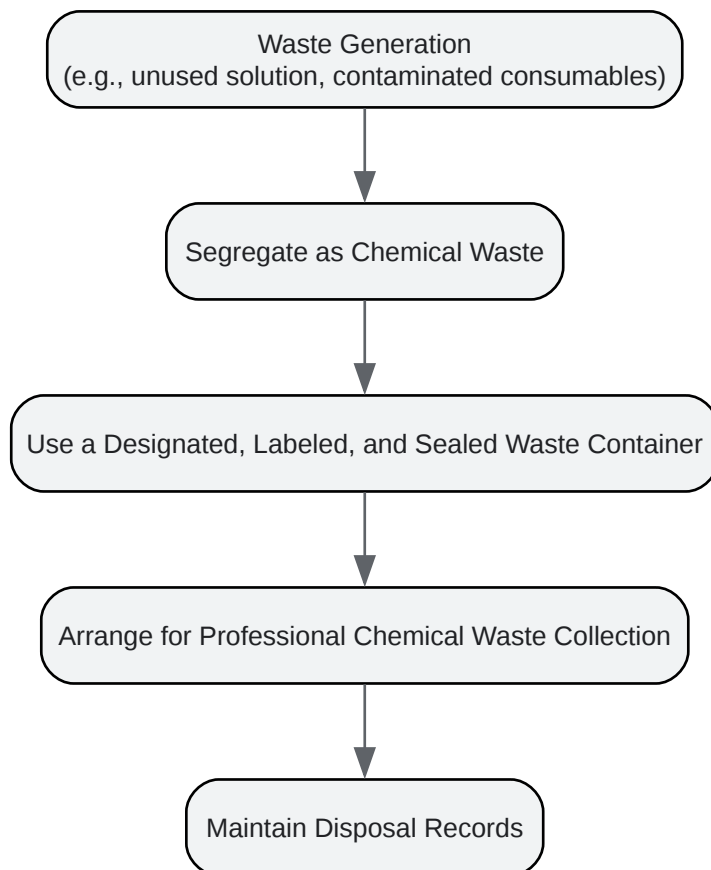 Waste Generation
(e.g., unused solution, contaminated consumables)
Segregate as Chemical Waste
Use a Designated, Labeled, and Sealed Waste Container
Arrange for Professional Chemical Waste Collection
Maintain Disposal Records